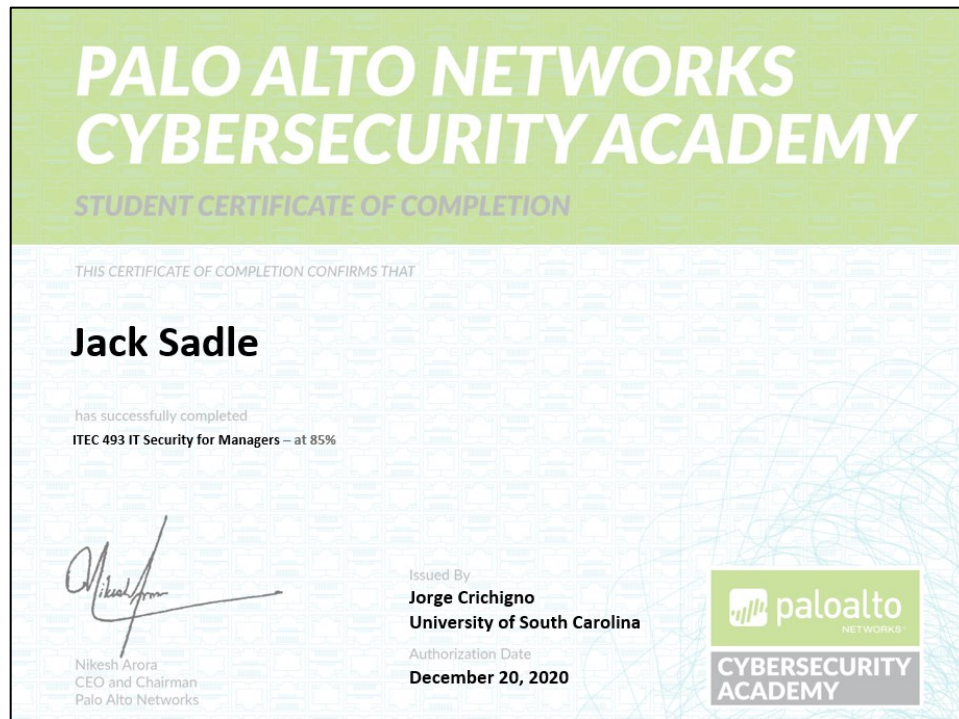 PALO ALTO NETWORKS
CYBERSECURITY ACADEMY
STUDENT CERTIFICATE OF COMPLETION
THIS CERTIFICATE OF COMPLETION CONFIRMS THAT
Jack Sadle
has successfully completed
ITEC 493 IT Security for Managers – at 85%
Nikesh Arora
Nikesh Arora
CEO and Chairman
Palo Alto Networks
Issued By
Jorge Crichigno
University of South Carolina
Authorization Date
December 20, 2020
paloalto
NETWORKS
CYBERSECURITY
ACADEMY